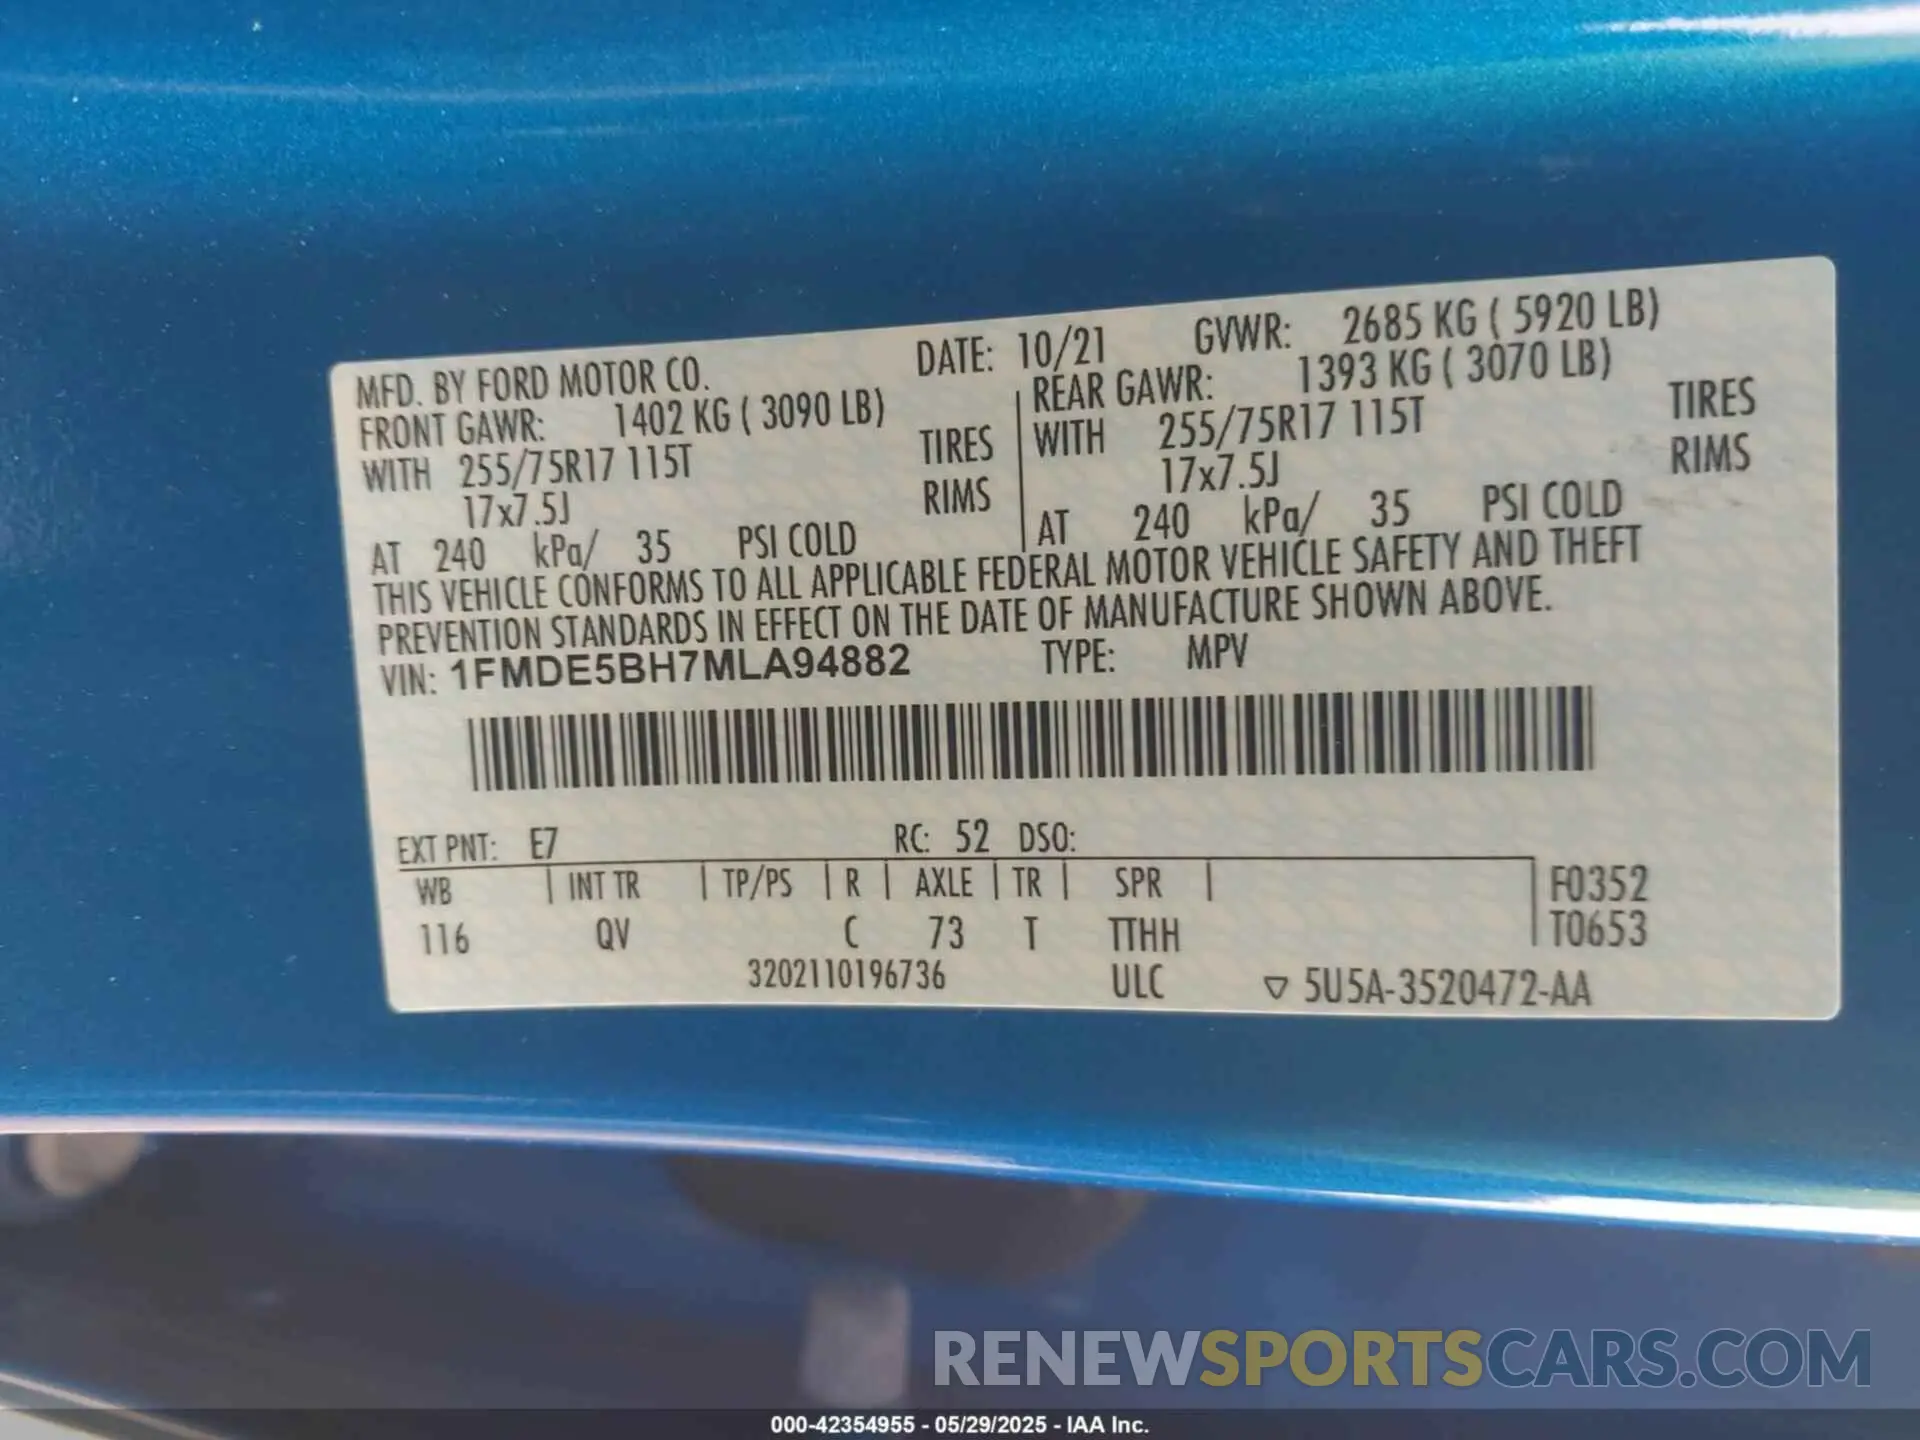 MFD. BY FORD MOTOR CO. DATE: 10/21 GVWR: 2685 KG ( 5920 LB)
FRONT GAWR: 1402 KG ( 3090 LB) REAR GAWR: 1393 KG ( 3070 LB)
WITH 255/75R17 115T TIRES WITH 255/75R17 115T TIRES
17x7.5J RIMS 17x7.5J RIMS
AT 240 kPa/ 35 PSI COLD AT 240 kPa/ 35 PSI COLD
THIS VEHICLE CONFORMS TO ALL APPLICABLE FEDERAL MOTOR VEHICLE SAFETY AND THEFT
PREVENTION STANDARDS IN EFFECT ON THE DATE OF MANUFACTURE SHOWN ABOVE.
VIN: 1FMDE5BH7MLA94882 TYPE: MPV
EXT PNT: E7 RC: 52 DSO:
WB INT TR TP/PS R AXLE TR SPR F0352
116 QV C 73 T TTHH T0653
3202110196736 ULC ▽ 5U5A-3520472-AA
RENEWSPORTSCARS.COM
000-42354955 - 05/29/2025 - IAA Inc.